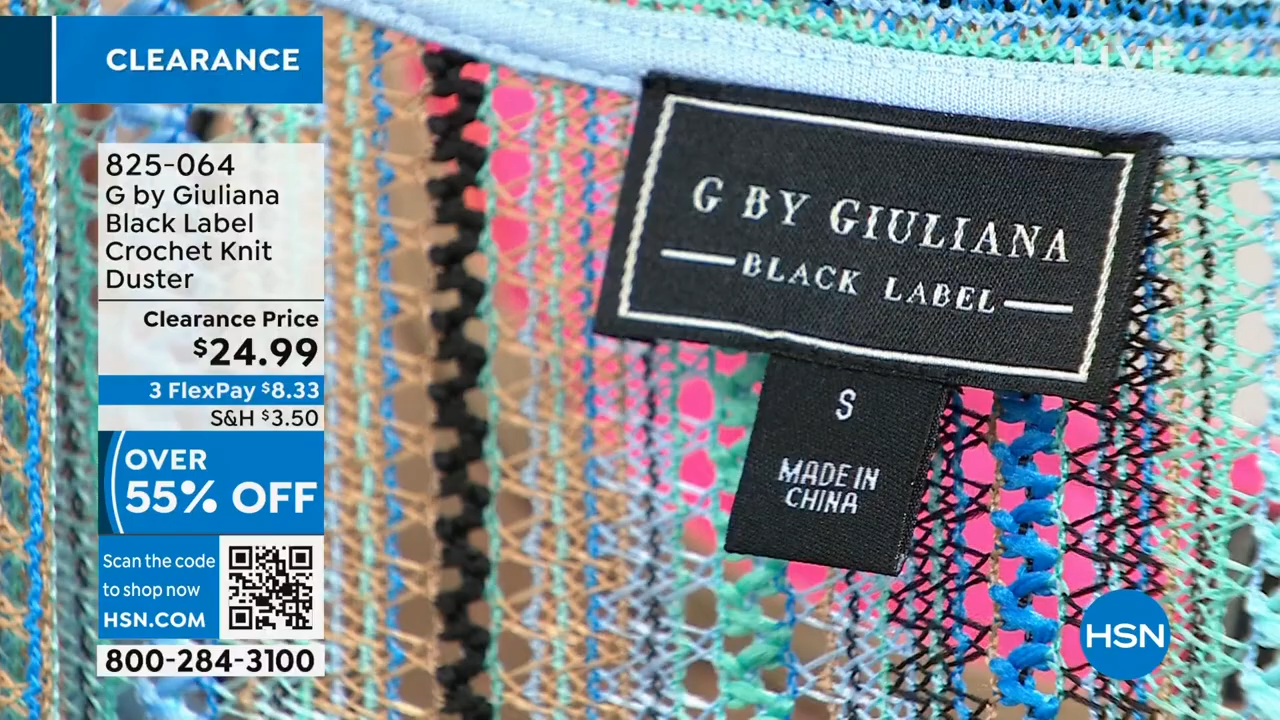 CLEARANCE
LIVE
825-064
G by Giuliana
Black Label
Crochet Knit
Duster
Clearance Price
$24.99
3 FlexPay $8.33
S&H $3.50
OVER
55% OFF
Scan the code
to shop now
HSN.COM
800-284-3100
G BY GIULIANA
BLACK LABEL
S
MADE IN
CHINA
HSN